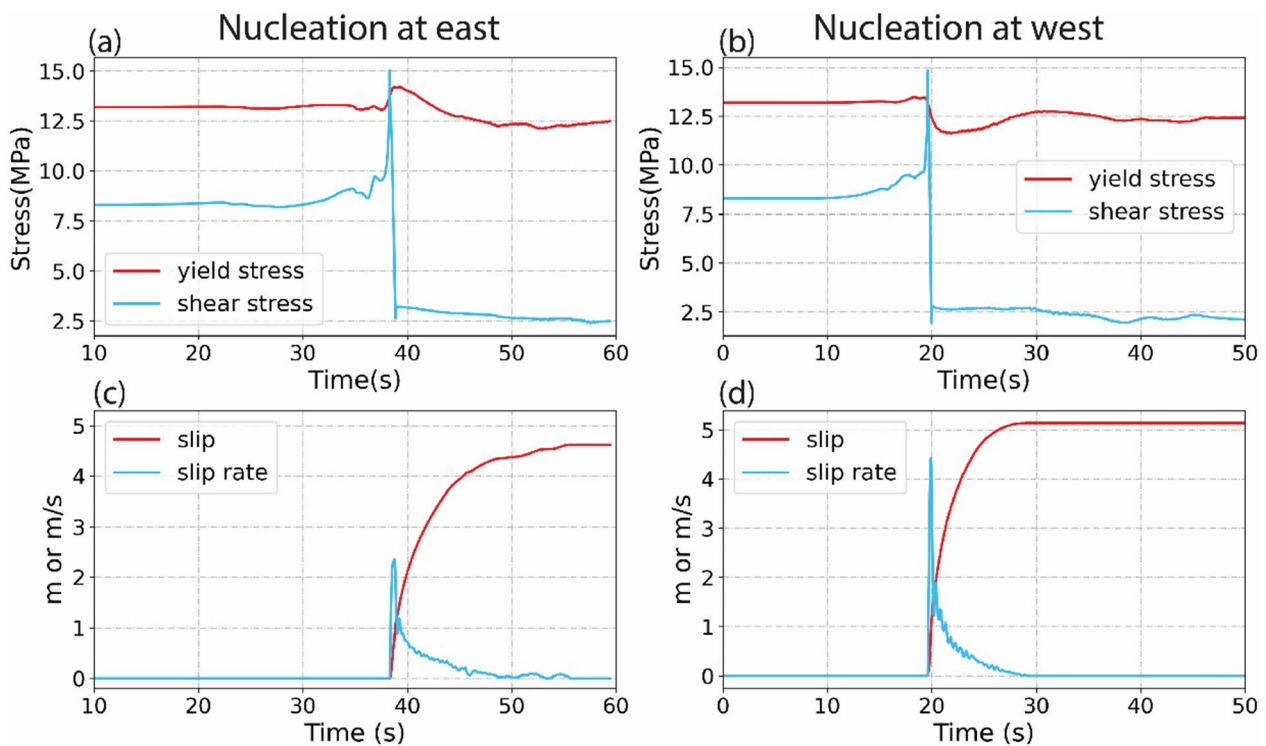 Nucleation at east
Nucleation at west
(a)
15.0
12.5
10.0
7.5
5.0
2.5
Stress(MPa)
yield stress
shear stress
10 20 30 40 50 60
Time(s)
(b)
15.0
12.5
10.0
7.5
5.0
2.5
Stress(MPa)
yield stress
shear stress
0 10 20 30 40 50
Time(s)
(c)
5
4
3
2
1
0
m or m/s
slip
slip rate
10 20 30 40 50 60
Time (s)
(d)
5
4
3
2
1
0
m or m/s
slip
slip rate
0 10 20 30 40 50
Time (s)